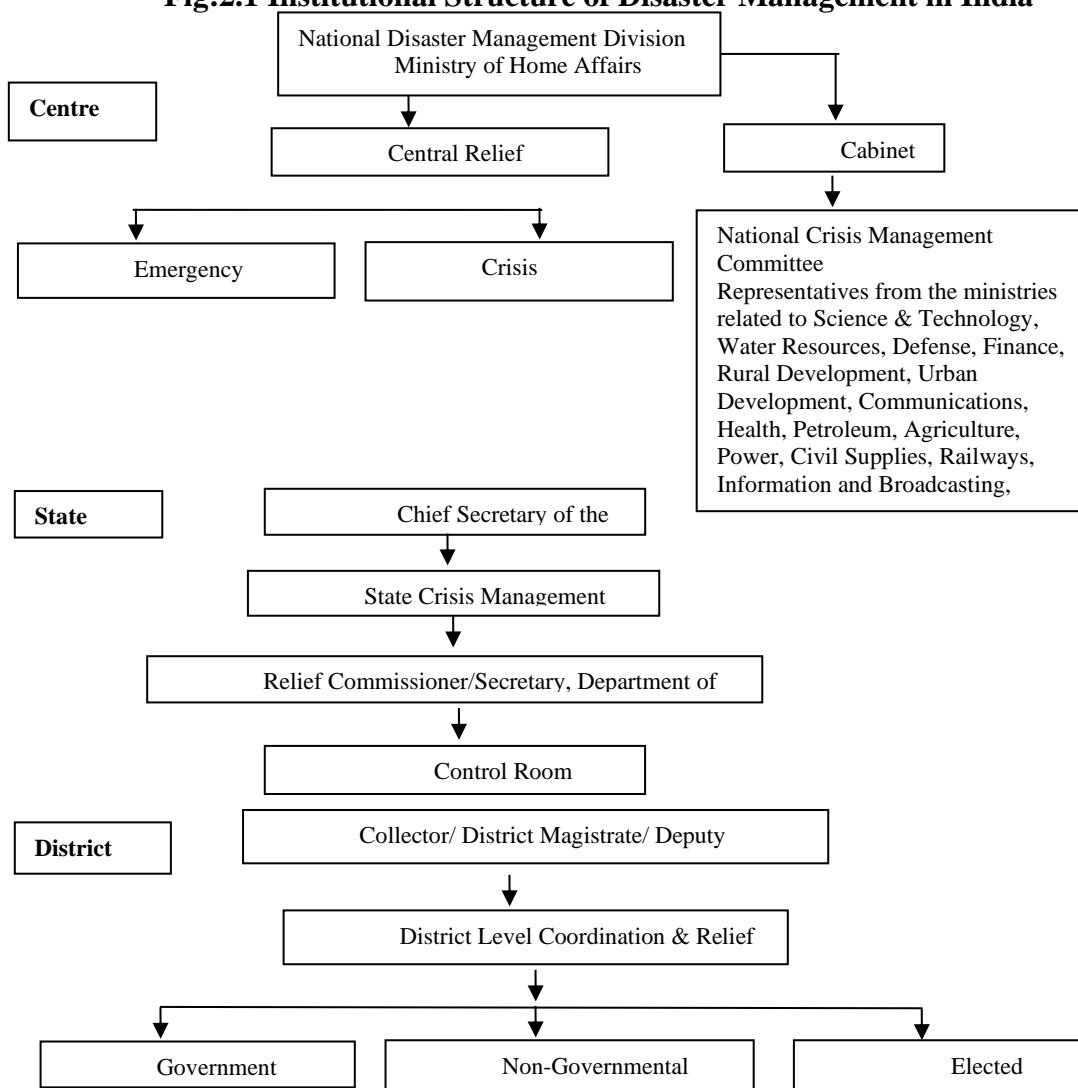 Fig.2.1 Institutional Structure of Disaster Management in India
National Disaster Management Division
Ministry of Home Affairs
Centre
Central Relief
Cabinet
Emergency
Crisis
National Crisis Management
Committee
Representatives from the ministries
related to Science & Technology,
Water Resources, Defense, Finance,
Rural Development, Urban
Development, Communications,
Health, Petroleum, Agriculture,
Power, Civil Supplies, Railways,
Information and Broadcasting,
State
Chief Secretary of the
State Crisis Management
Relief Commissioner/Secretary, Department of
Control Room
District
Collector/ District Magistrate/ Deputy
District Level Coordination & Relief
Government
Non-Governmental
Elected